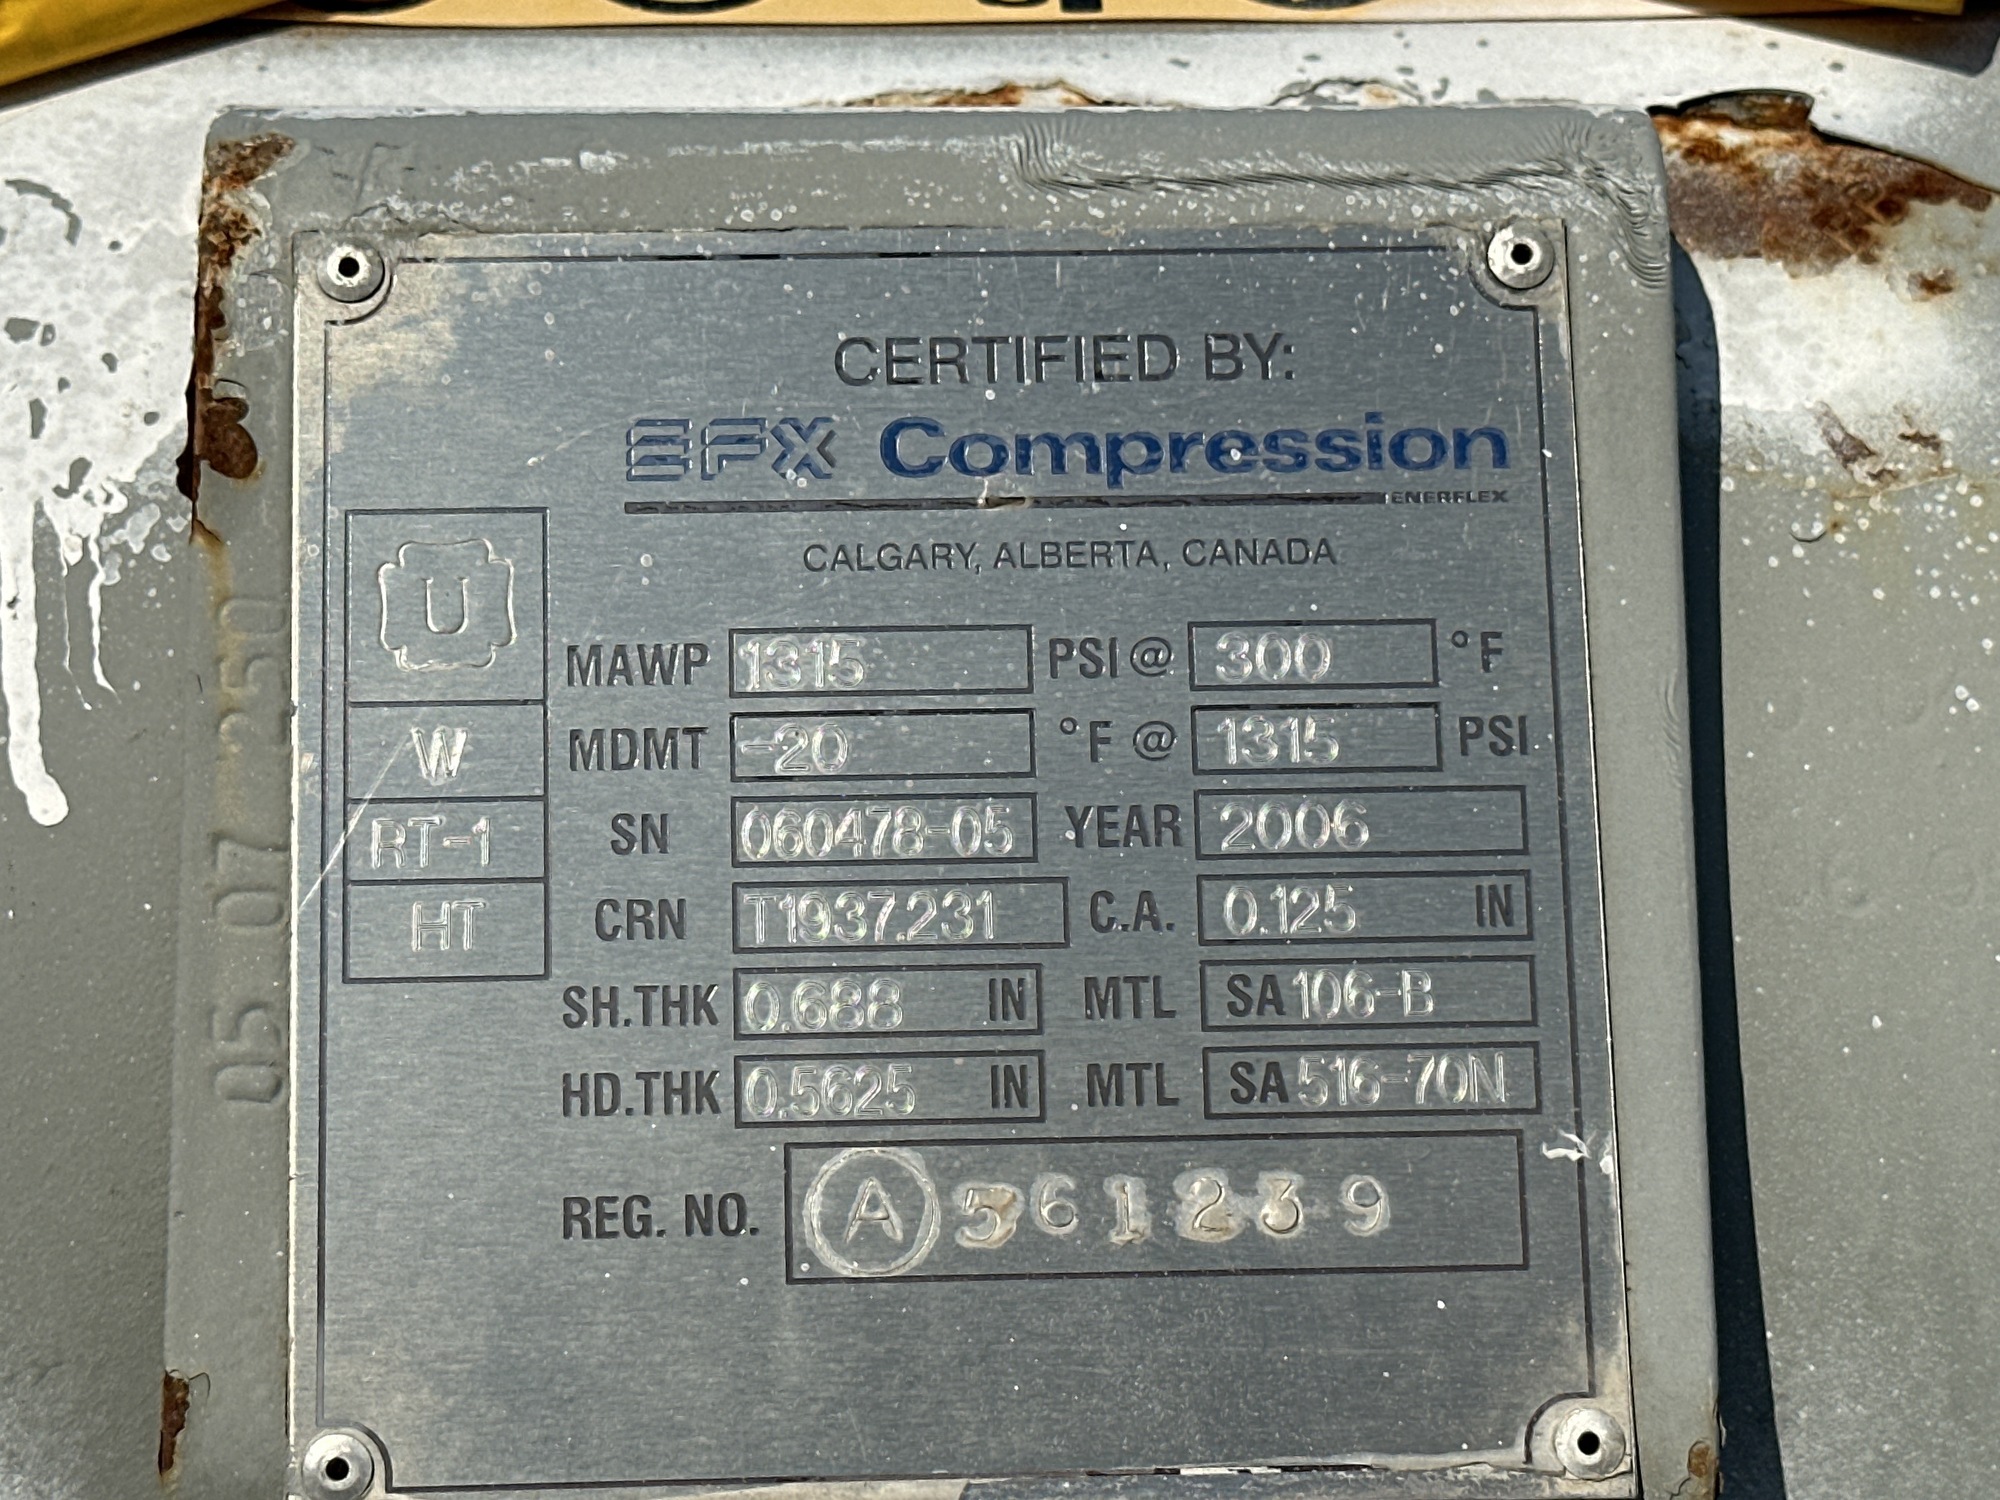 CERTIFIED BY:
EFX Compression
ENERFLEX
CALGARY, ALBERTA, CANADA
U
W
RT-1
HT
MAWP 1315 PSI @ 300 °F
MDMT -20 °F @ 1315 PSI
SN 060478-05 YEAR 2006
CRN T1937.231 C.A. 0.125 IN
SH.THK 0.688 IN MTL SA 106-B
HD.THK 0.5625 IN MTL SA 516-70N
REG. NO. A 561239
05 07 250